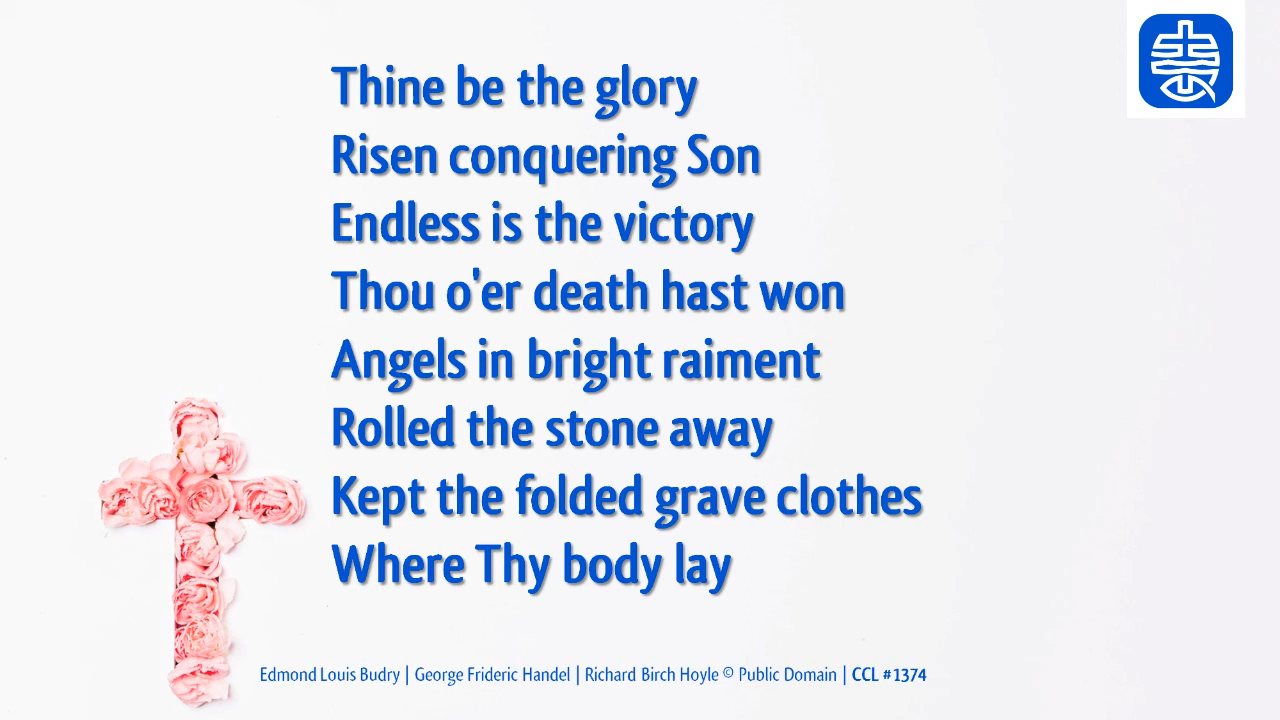 Thine be the glory
Risen conquering Son
Endless is the victory
Thou o'er death hast won
Angels in bright raiment
Rolled the stone away
Kept the folded grave clothes
Where Thy body lay
Edmond Louis Budry | George Frideric Handel | Richard Birch Hoyle © Public Domain | CCL #1374